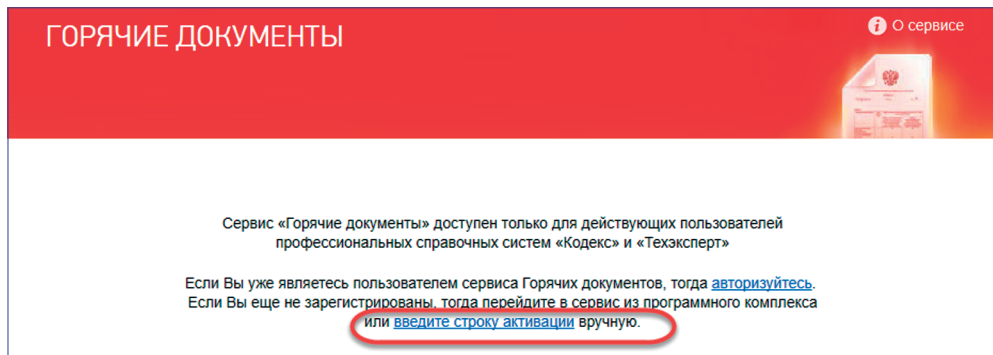 ГОРЯЧИЕ ДОКУМЕНТЫ
О сервисе
Сервис «Горячие документы» доступен только для действующих пользователей
профессиональных справочных систем «Кодекс» и «Техэксперт»
Если Вы уже являетесь пользователем сервиса Горячих документов, тогда авторизуйтесь.
Если Вы еще не зарегистрированы, тогда перейдите в сервис из программного комплекса
или введите строку активации вручную.